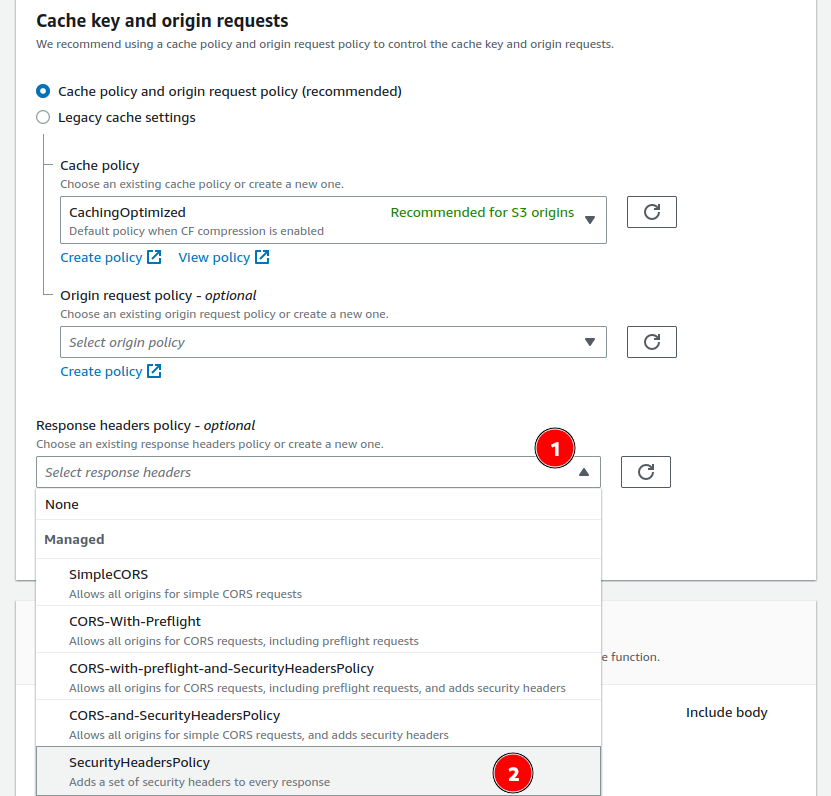 Cache key and origin requests
We recommend using a cache policy and origin request policy to control the cache key and origin requests.
Cache policy and origin request policy (recommended)
Legacy cache settings
Cache policy
Choose an existing cache policy or create a new one.
CachingOptimized Recommended for S3 origins
Default policy when CF compression is enabled
Create policy View policy
Origin request policy - optional
Choose an existing origin request policy or create a new one.
Select origin policy
Create policy
Response headers policy - optional
Choose an existing response headers policy or create a new one.
1
Select response headers
None
Managed
SimpleCORS
Allows all origins for simple CORS requests
CORS-With-Preflight
Allows all origins for CORS requests, including preflight requests
e function.
CORS-with-preflight-and-SecurityHeadersPolicy
Allows all origins for CORS requests, including preflight requests, and adds security headers
CORS-and-SecurityHeadersPolicy Include body
Allows all origins for simple CORS requests, and adds security headers
SecurityHeadersPolicy
Adds a set of security headers to every response
2